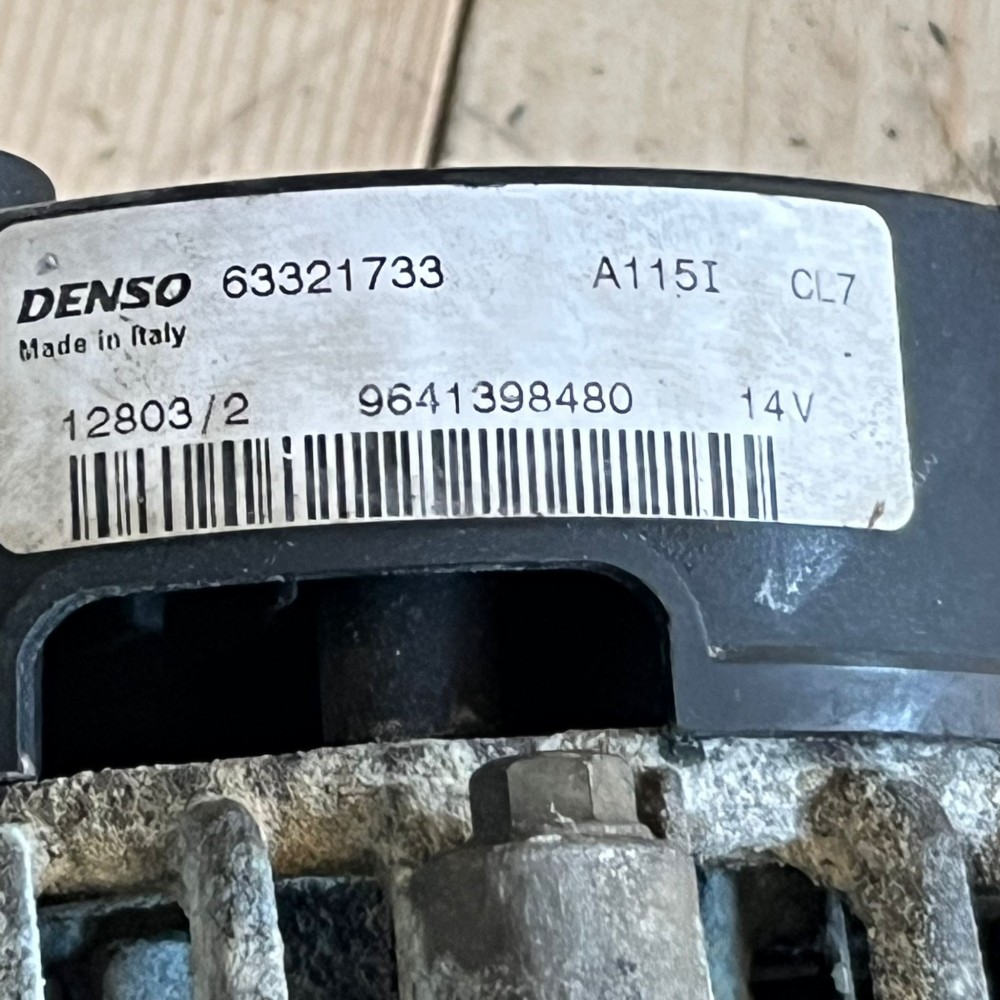 DENSO 63321733 A115I CL7
Made in Italy
12803/2 9641398480 14V